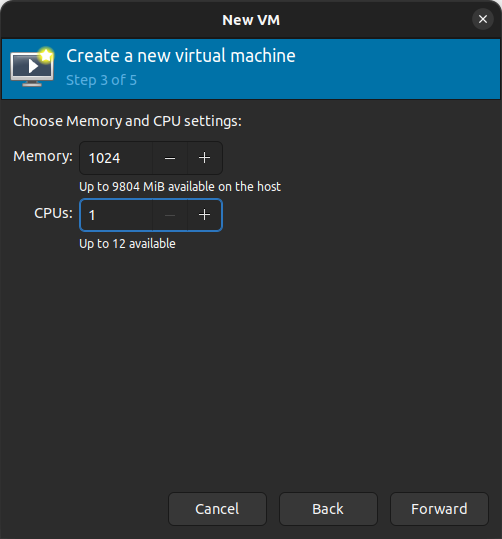 New VM
Create a new virtual machine
Step 3 of 5
Choose Memory and CPU settings:
Memory: 1024 − +
Up to 9804 MiB available on the host
CPUs: 1 − +
Up to 12 available
Cancel Back Forward